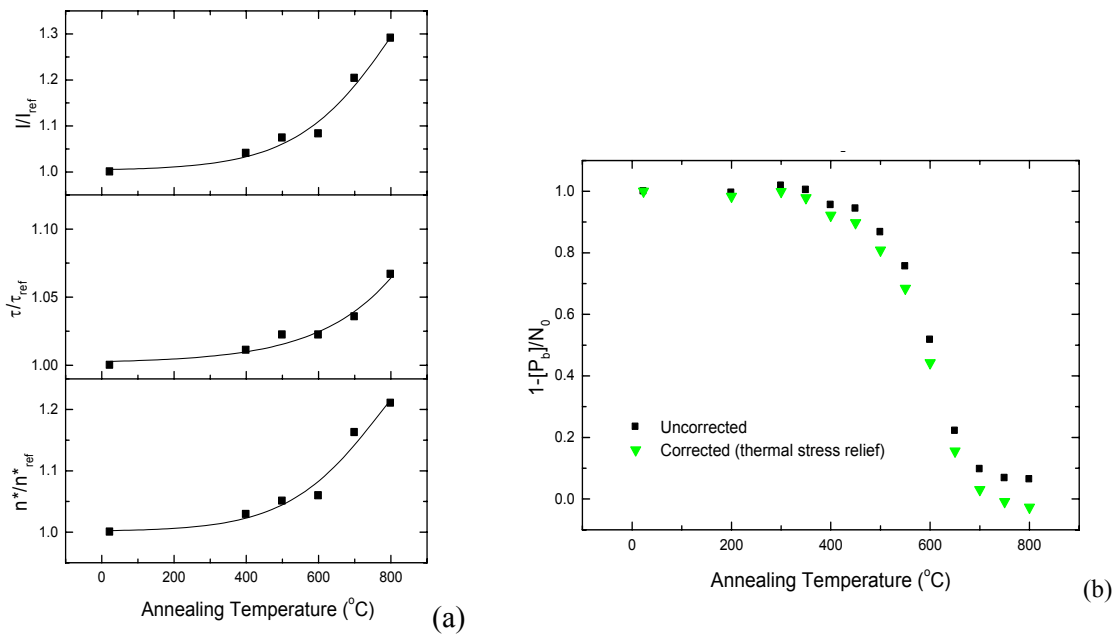 1.3
1.2
1.1
1.0
I/I_ref
1.10
1.05
1.00
τ/τ_ref
1.2
1.1
1.0
n*/n*_ref
0 200 400 600 800
Annealing Temperature (°C)
(a)
1.0
0.8
0.6
0.4
0.2
0.0
1-[P_b]/N_0
Uncorrected
Corrected (thermal stress relief)
0 200 400 600 800
Annealing Temperature (°C)
(b)